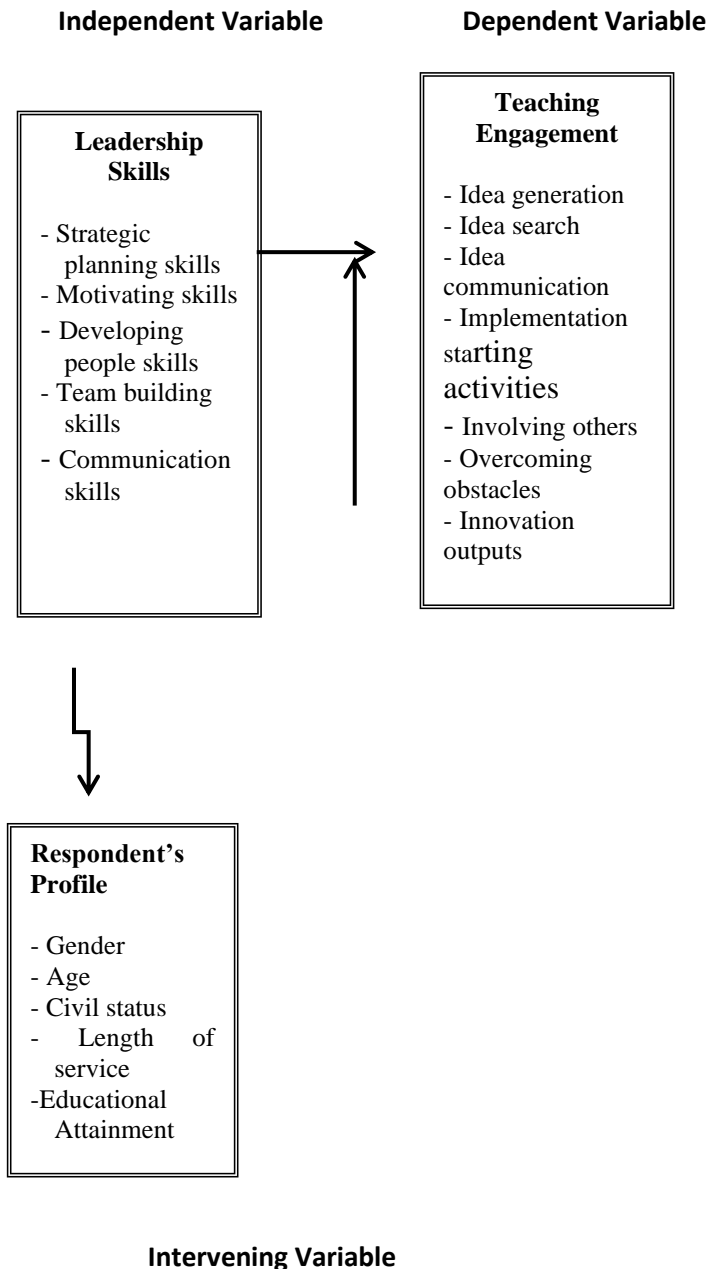 Independent Variable
Dependent Variable
Leadership
Skills
- Strategic
planning skills
- Motivating skills
- Developing
people skills
- Team building
skills
- Communication
skills
Teaching
Engagement
- Idea generation
- Idea search
- Idea
communication
- Implementation
starting
activities
- Involving others
- Overcoming
obstacles
- Innovation
outputs
Respondent’s
Profile
- Gender
- Age
- Civil status
- Length of
service
-Educational
Attainment
Intervening Variable